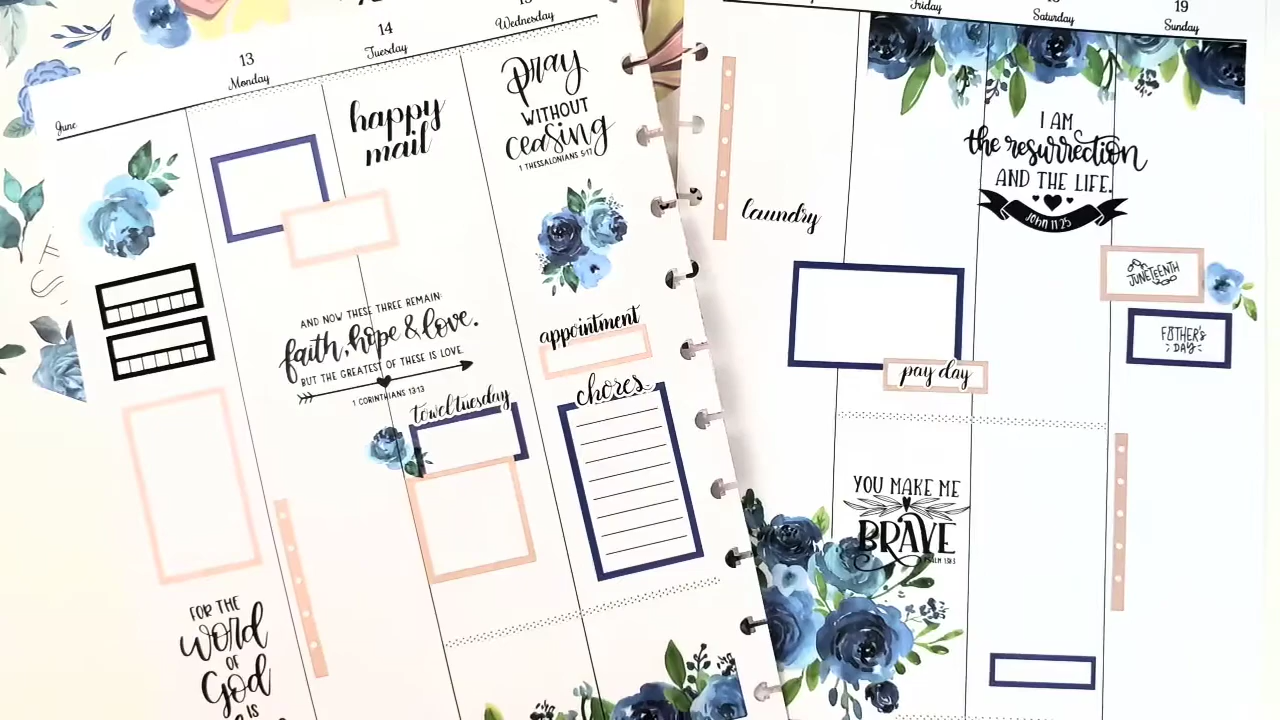 June
13
Monday
14
Tuesday
Wednesday
happy
mail
pray
WITHOUT
ceasing
1 THESSALONIANS 5:17
AND NOW THESE THREE REMAIN:
faith, hope & love.
BUT THE GREATEST OF THESE IS LOVE.
1 CORINTHIANS 13:13
towel tuesday
appointment
chores
FOR THE
word
OF
God
IS
Friday
Saturday
19
Sunday
I AM
the resurrection
AND THE LIFE.
John 11:25
laundry
JUNETEENTH
FATHER'S
DAY
pay day
YOU MAKE ME
BRAVE